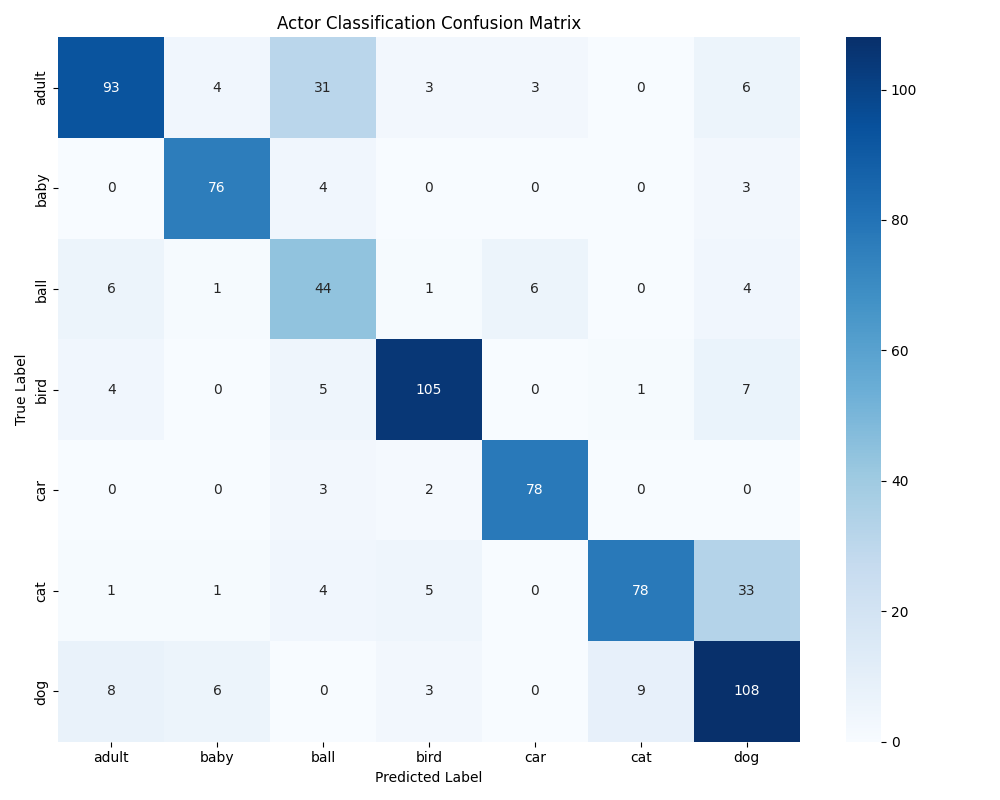 Actor Classification Confusion Matrix
adult 93 4 31 3 3 0 6
baby 0 76 4 0 0 0 3
ball 6 1 44 1 6 0 4
bird 4 0 5 105 0 1 7
car 0 0 3 2 78 0 0
cat 1 1 4 5 0 78 33
dog 8 6 0 3 0 9 108
True Label
adult baby ball bird car cat dog
Predicted Label
100
80
60
40
20
0